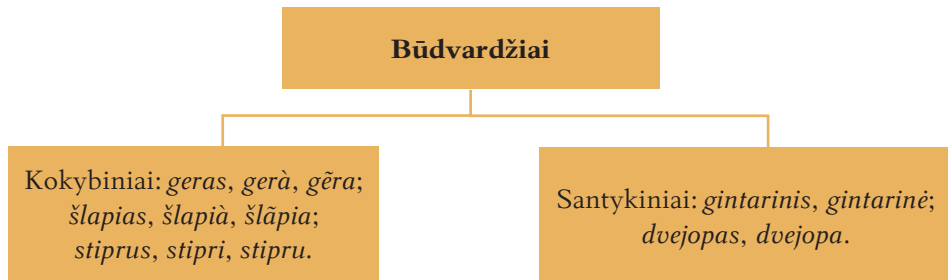 Būdvardžiai
Kokybiniai: geras, gerà, gẽra;
šlapias, šlapià, šlãpia;
stiprus, stipri, stipru.
Santykiniai: gintarinis, gintarinė;
dvejopas, dvejopa.